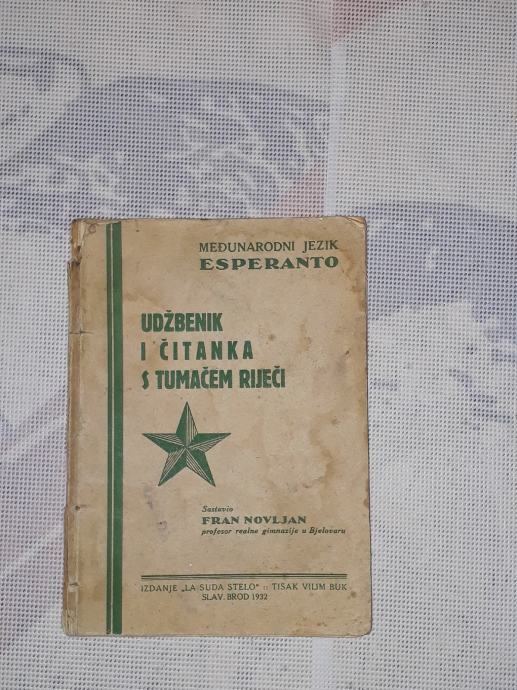 MEĐUNARODNI JEZIK
ESPERANTO
UDŽBENIK
I ČITANKA
S TUMAČEM RIJEČI
Sastavio
FRAN NOVLJAN
profesor realne gimnazije u Bjelovaru
IZDANJE „LA SUDA STELO" :: TISAK VILIM BUK
SLAV. BROD 1932